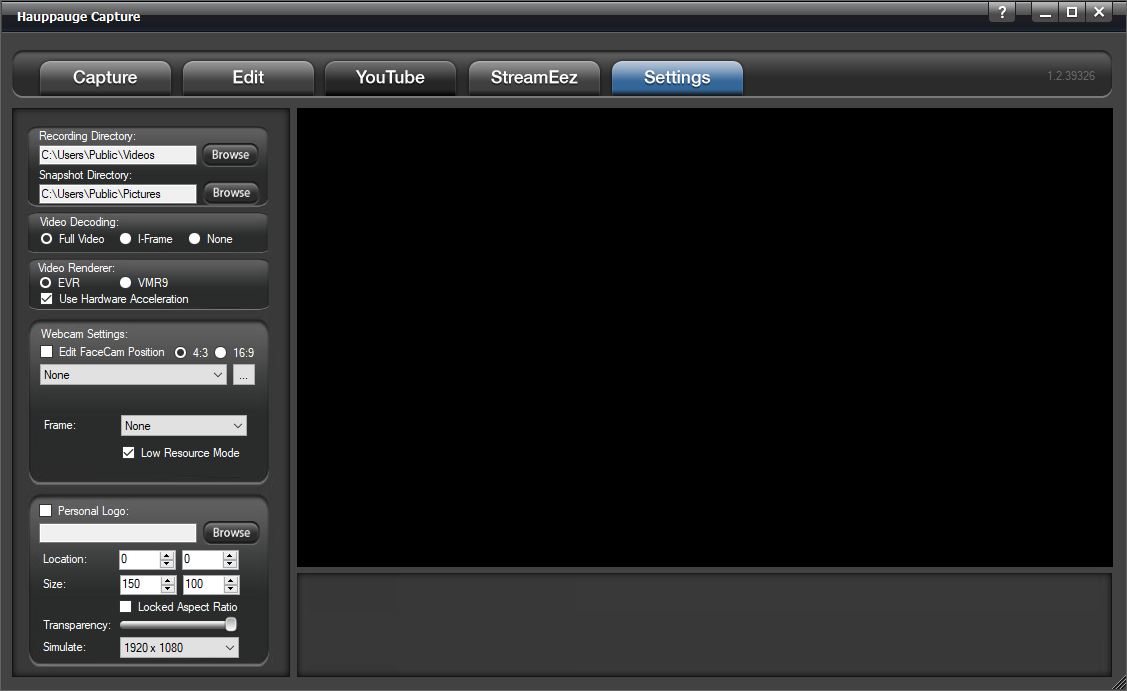 Hauppauge Capture
?
Capture
Edit
YouTube
StreamEez
Settings
1.2.39326
Recording Directory:
C:\Users\Public\Videos
Browse
Snapshot Directory:
C:\Users\Public\Pictures
Browse
Video Decoding:
Full Video
I-Frame
None
Video Renderer:
EVR
VMR9
Use Hardware Acceleration
Webcam Settings:
Edit FaceCam Position
4:3
16:9
None
...
Frame:
None
Low Resource Mode
Personal Logo:
Browse
Location:
0
0
Size:
150
100
Locked Aspect Ratio
Transparency:
Simulate:
1920 x 1080